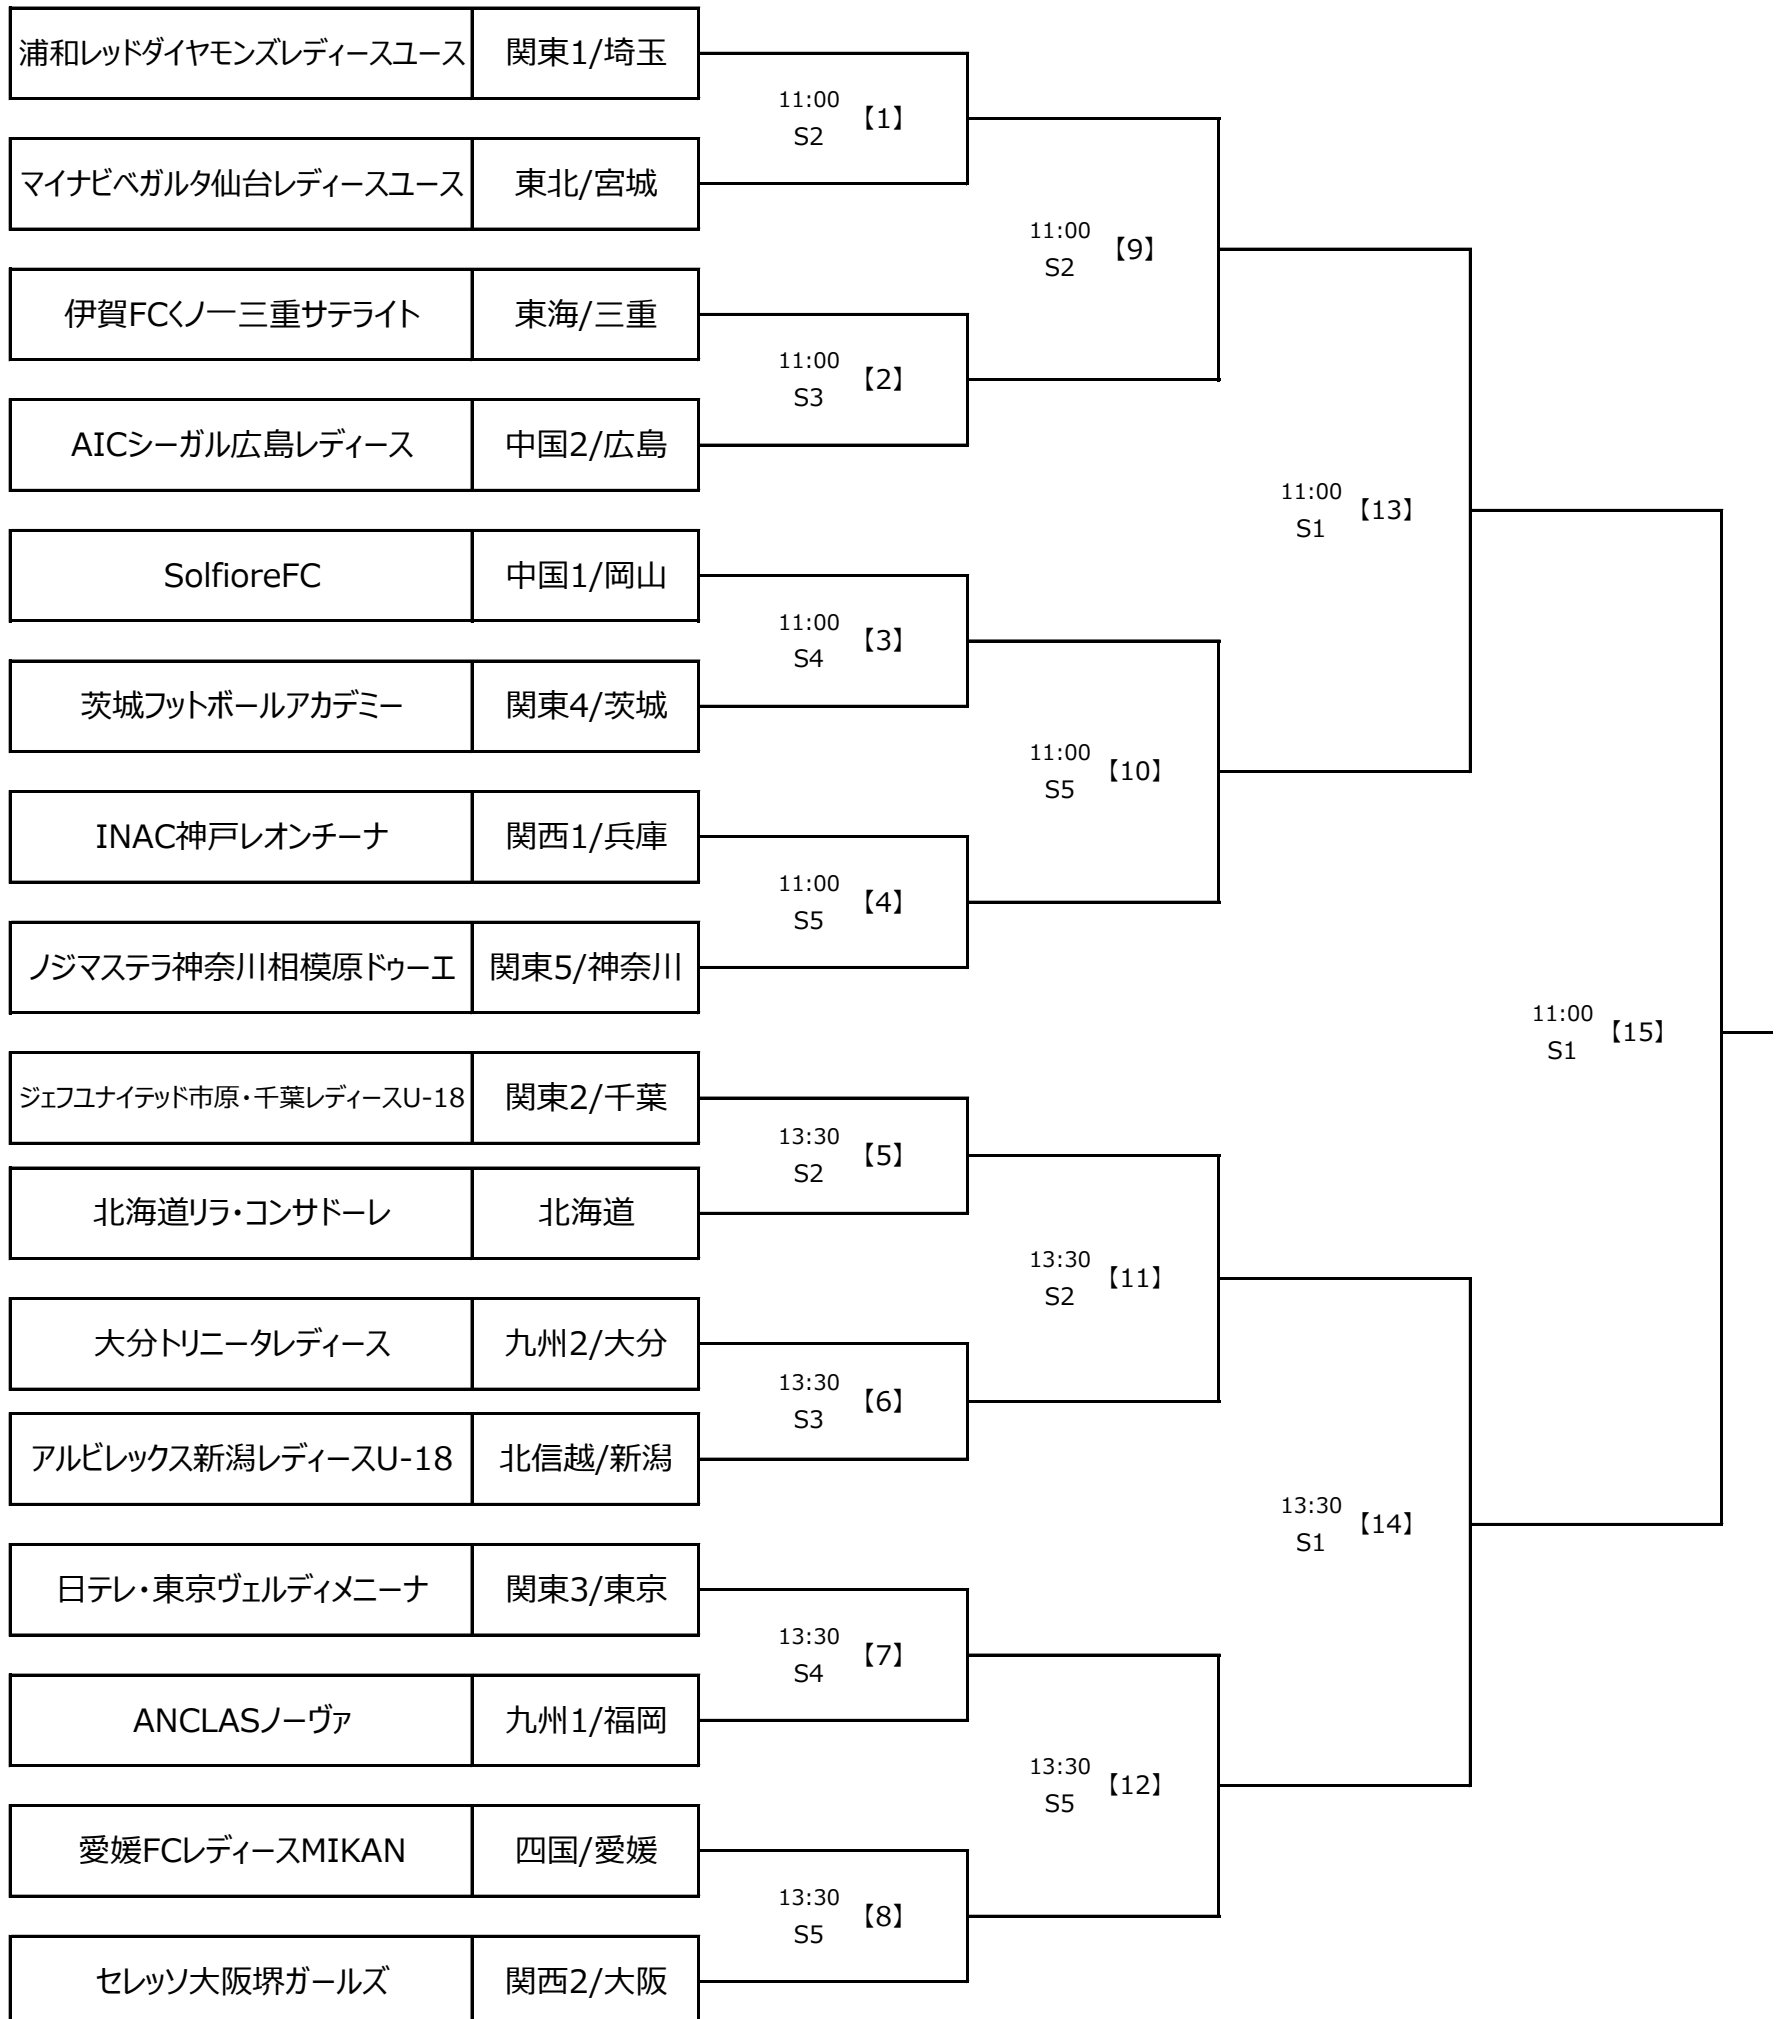 浦和レッドダイヤモンズレディースユース 関東1/埼玉
11:00 【1】
S2
マイナビベガルタ仙台レディースユース 東北/宮城
11:00 【9】
S2
伊賀FCくノ一三重サテライト 東海/三重
11:00 【2】
S3
AICシーガル広島レディース 中国2/広島
11:00 【13】
S1
SolfioreFC 中国1/岡山
11:00 【3】
S4
茨城フットボールアカデミー 関東4/茨城
11:00 【10】
S5
INAC神戸レオンチーナ 関西1/兵庫
11:00 【4】
S5
ノジマステラ神奈川相模原ドゥーエ 関東5/神奈川
11:00 【15】
S1
ジェフユナイテッド市原・千葉レディースU-18 関東2/千葉
13:30 【5】
S2
北海道リラ・コンサドーレ 北海道
13:30 【11】
S2
大分トリニータレディース 九州2/大分
13:30 【6】
S3
アルビレックス新潟レディースU-18 北信越/新潟
13:30 【14】
S1
日テレ・東京ヴェルディメニーナ 関東3/東京
13:30 【7】
S4
ANCLASノーヴァ 九州1/福岡
13:30 【12】
S5
愛媛FCレディースMIKAN 四国/愛媛
13:30 【8】
S5
セレッソ大阪堺ガールズ 関西2/大阪